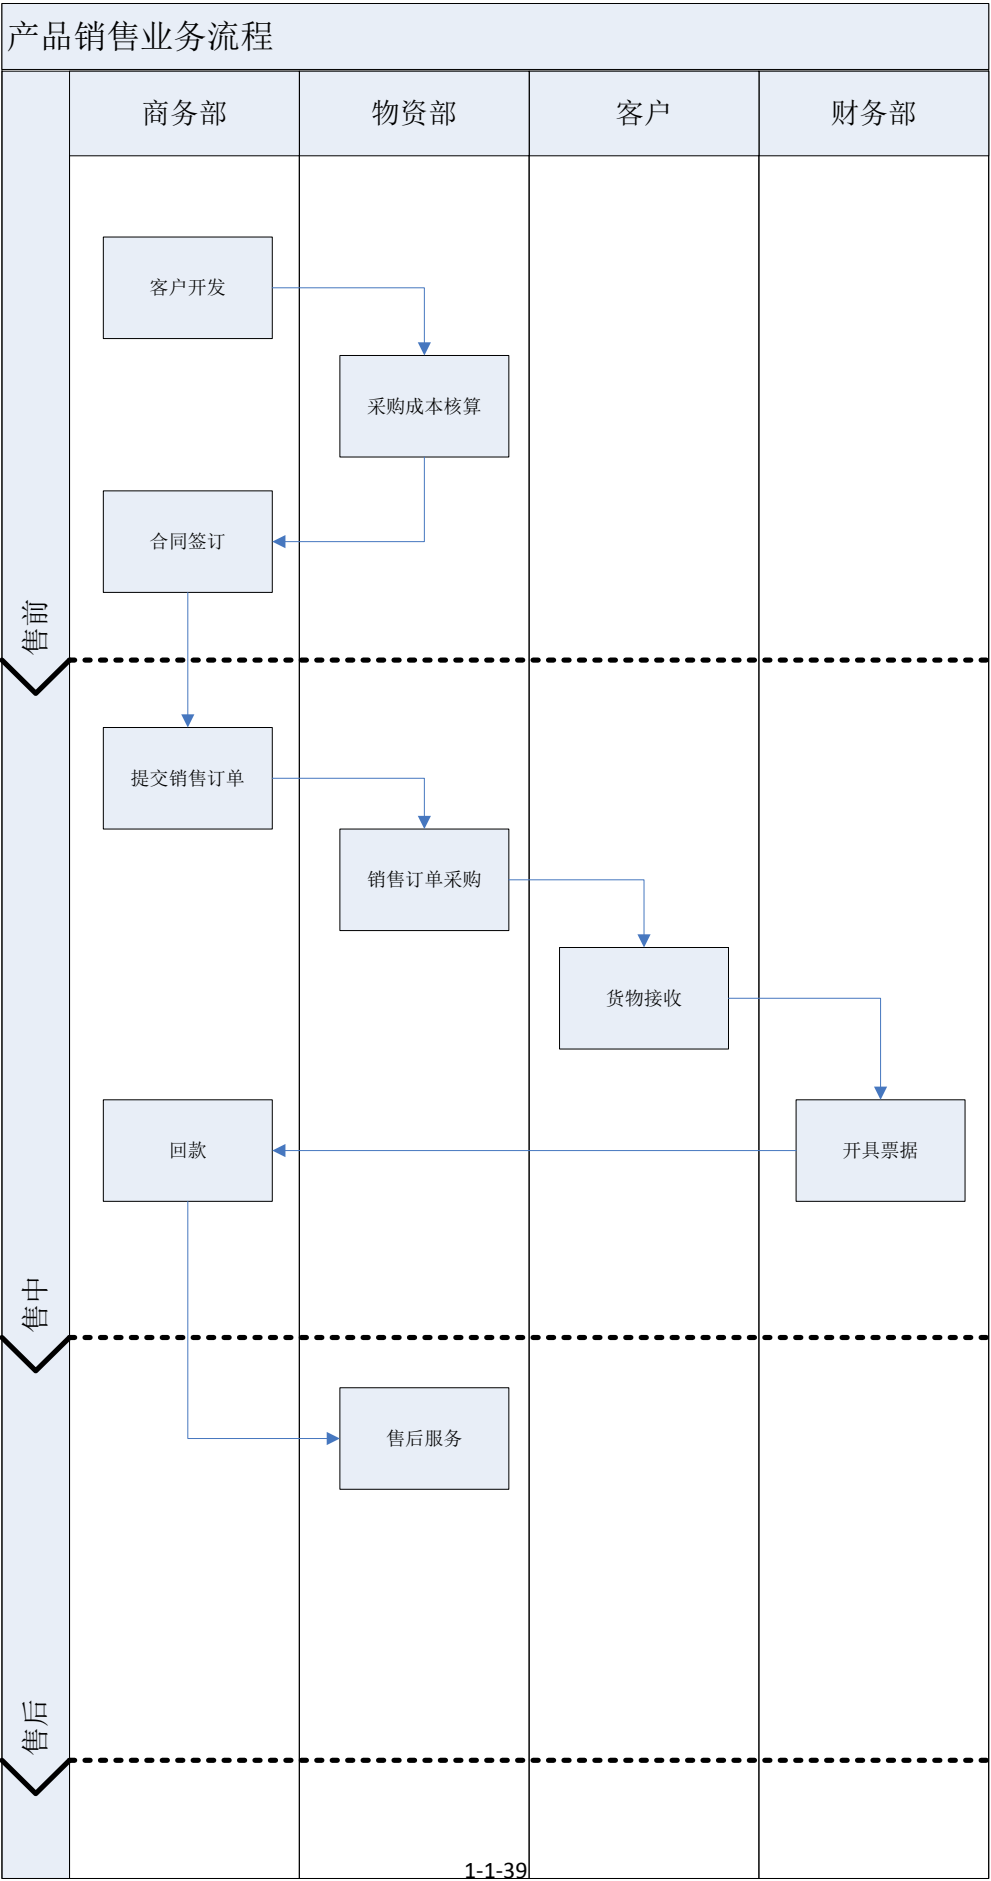 产品销售业务流程
商务部
物资部
客户
财务部
客户开发
采购成本核算
合同签订
售前
提交销售订单
销售订单采购
货物接收
回款
开具票据
售中
售后服务
售后
1-1-39